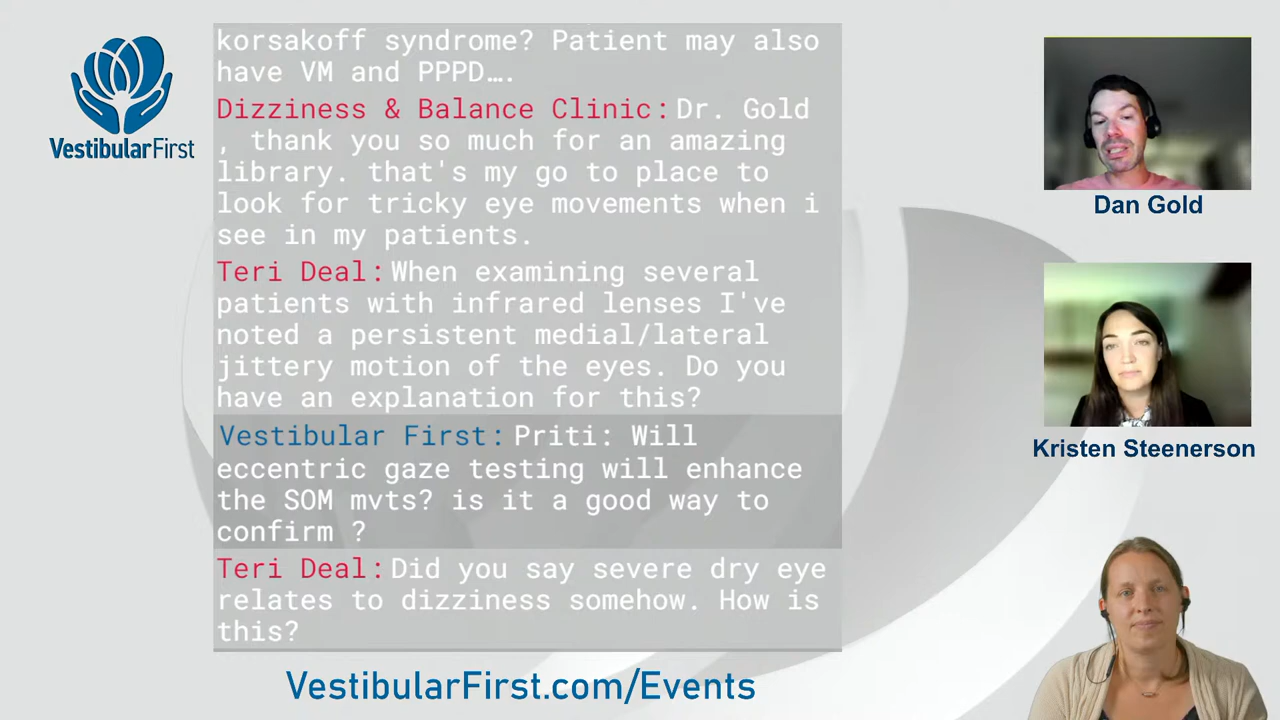 korsakoff syndrome? Patient may also
have VM and PPPD….
Dizziness & Balance Clinic: Dr. Gold
, thank you so much for an amazing
library. that's my go to place to
look for tricky eye movements when i
see in my patients.
Teri Deal: When examining several
patients with infrared lenses I've
noted a persistent medial/lateral
jittery motion of the eyes. Do you
have an explanation for this?
Vestibular First: Priti: Will
eccentric gaze testing will enhance
the SOM mvts? is it a good way to
confirm ?
Teri Deal: Did you say severe dry eye
relates to dizziness somehow. How is
this?
VestibularFirst
VestibularFirst.com/Events
Dan Gold
Kristen Steenerson